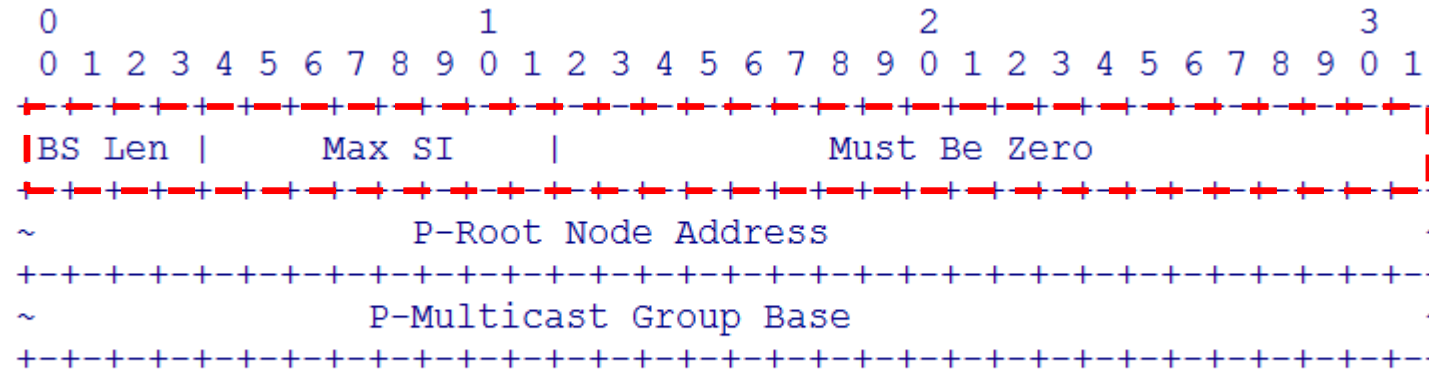 0 1 2 3
0 1 2 3 4 5 6 7 8 9 0 1 2 3 4 5 6 7 8 9 0 1 2 3 4 5 6 7 8 9 0 1
+-+-+-+-+-+-+-+-+-+-+-+-+-+-+-+-+-+-+-+-+-+-+-+-+-+-+-+-+-+-+-+-
|BS Len | Max SI | Must Be Zero
+-+-+-+-+-+-+-+-+-+-+-+-+-+-+-+-+-+-+-+-+-+-+-+-+-+-+-+-+-+-+-+-
~ P-Root Node Address
+-+-+-+-+-+-+-+-+-+-+-+-+-+-+-+-+-+-+-+-+-+-+-+-+-+-+-+-+-+-+-+-
~ P-Multicast Group Base
+-+-+-+-+-+-+-+-+-+-+-+-+-+-+-+-+-+-+-+-+-+-+-+-+-+-+-+-+-+-+-+-